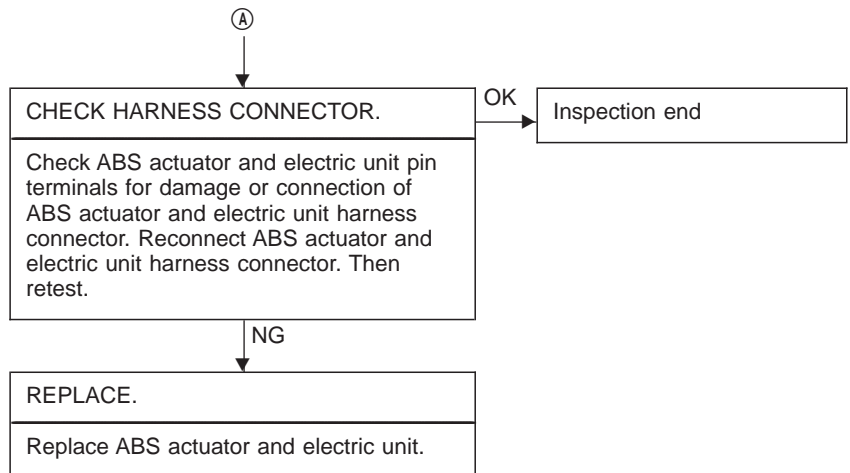 Ⓐ
CHECK HARNESS CONNECTOR.
OK
Inspection end
Check ABS actuator and electric unit pin
terminals for damage or connection of
ABS actuator and electric unit harness
connector. Reconnect ABS actuator and
electric unit harness connector. Then
retest.
NG
REPLACE.
Replace ABS actuator and electric unit.